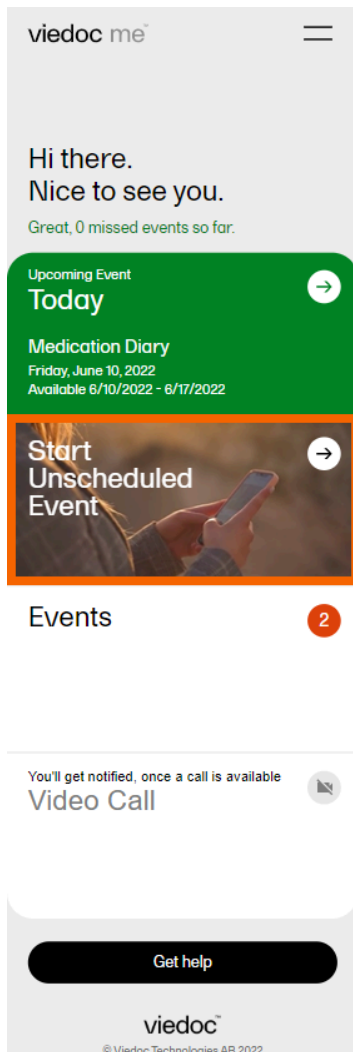 viedoc me™
Hi there.
Nice to see you.
Great, 0 missed events so far.
Upcoming Event
Today
Medication Diary
Friday, June 10, 2022
Available 6/10/2022 - 6/17/2022
Start
Unscheduled
Event
Events
2
You'll get notified, once a call is available
Video Call
Get help
viedoc™
© Viedoc Technologies AB 2022